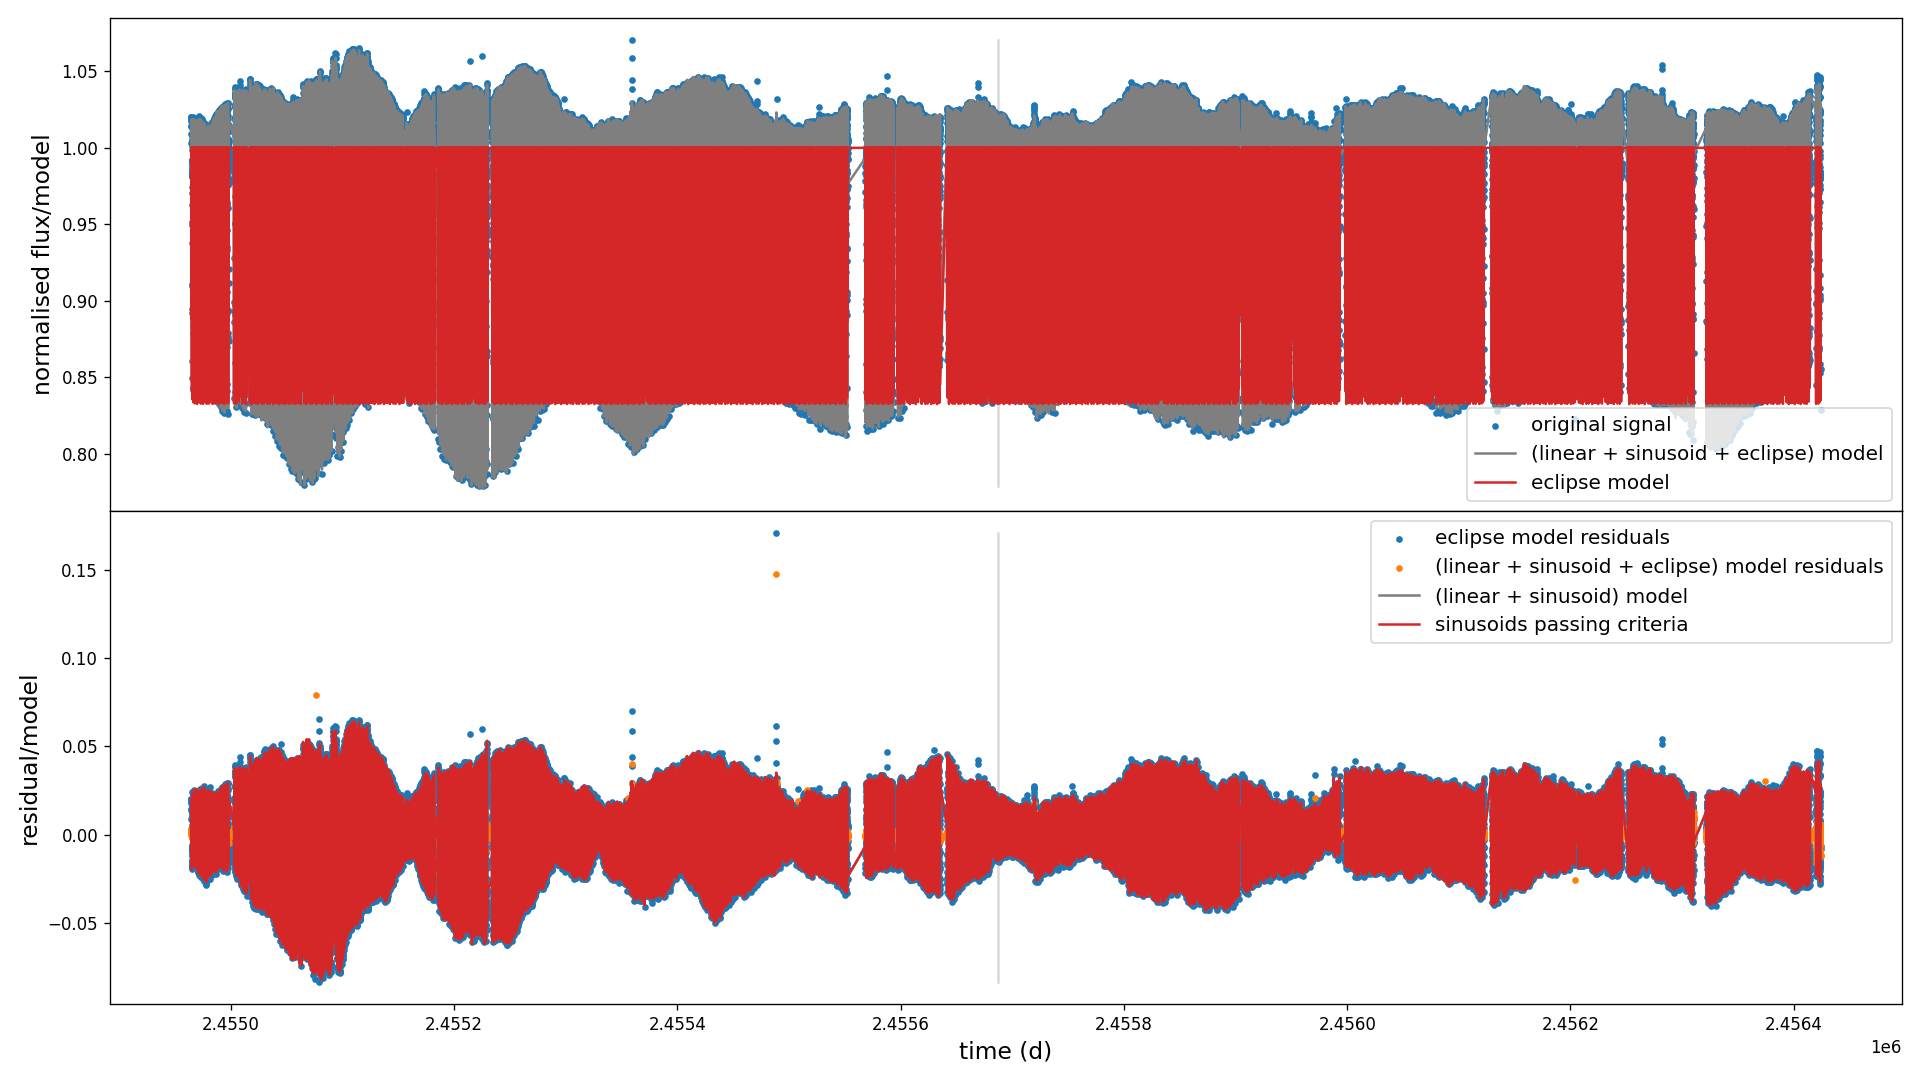 normalised flux/model
1.05
1.00
0.95
0.90
0.85
0.80
original signal
(linear + sinusoid + eclipse) model
eclipse model
residual/model
0.15
0.10
0.05
0.00
−0.05
eclipse model residuals
(linear + sinusoid + eclipse) model residuals
(linear + sinusoid) model
sinusoids passing criteria
2.4550 2.4552 2.4554 2.4556 2.4558 2.4560 2.4562 2.4564
time (d)
1e6